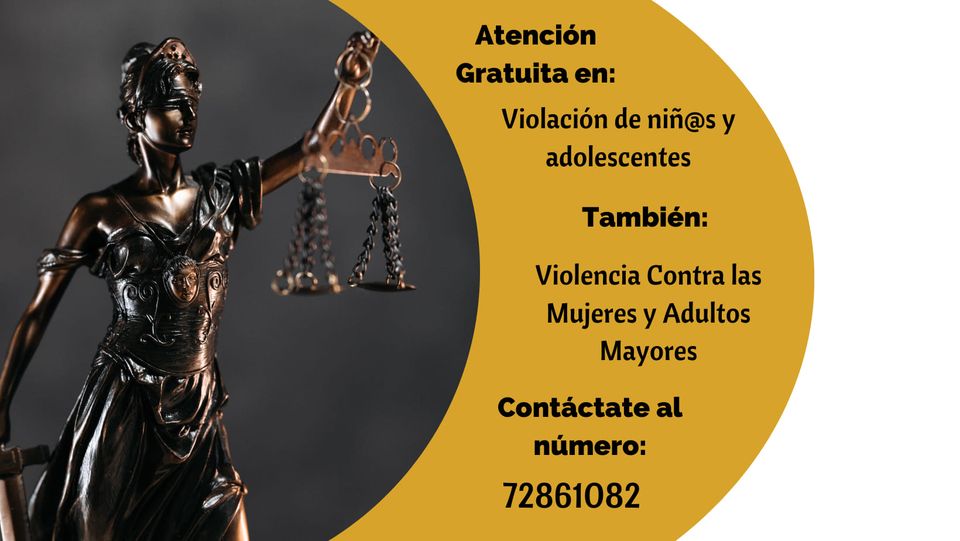 Atención
Gratuita en:
Violación de niñ@s y
adolescentes
También:
Violencia Contra las
Mujeres y Adultos
Mayores
Contáctate al
número:
72861082